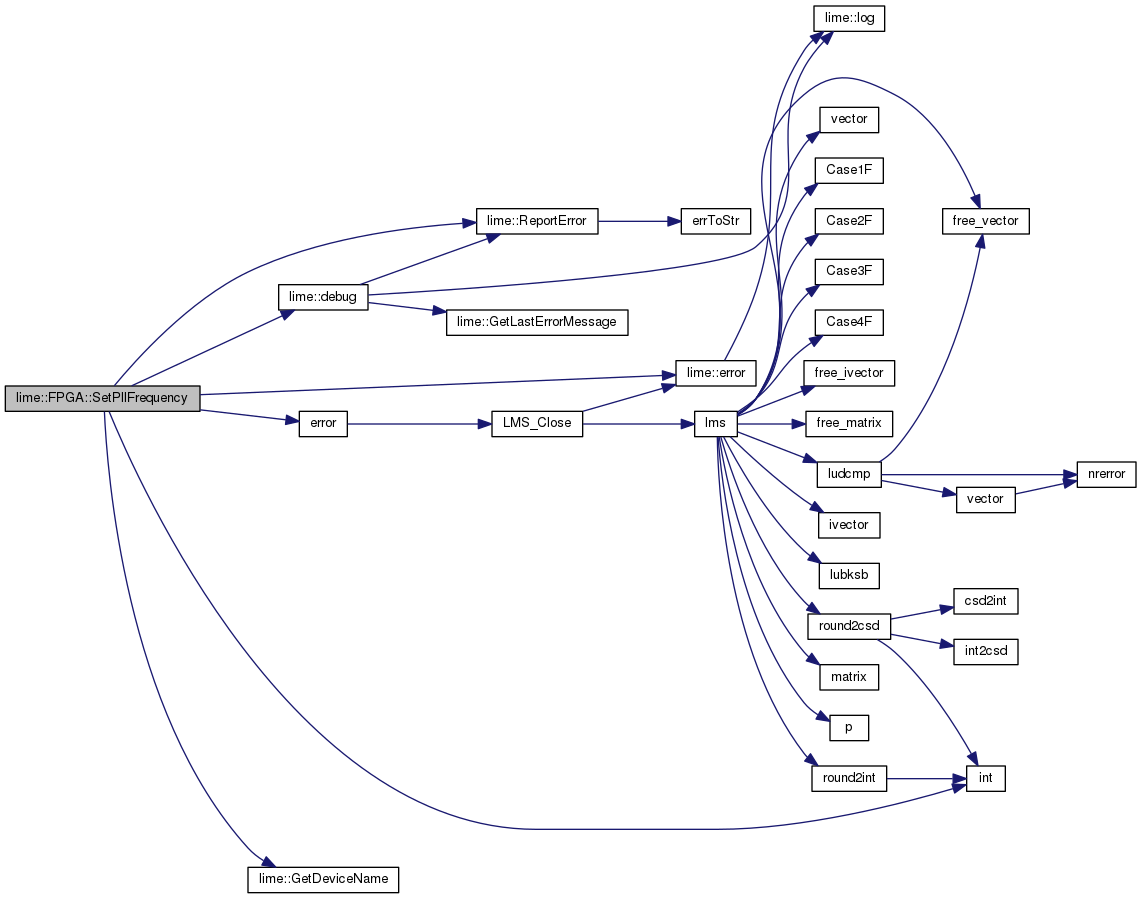 lime::log
vector
Case1F
Case2F
lime::ReportError
errToStr
free_vector
Case3F
lime::debug
lime::GetLastErrorMessage
Case4F
lime::error
free_ivector
lime::FPGA::SetPllFrequency
error
LMS_Close
lms
free_matrix
ludcmp
nrerror
vector
ivector
lubksb
csd2int
round2csd
int2csd
matrix
p
round2int
int
lime::GetDeviceName